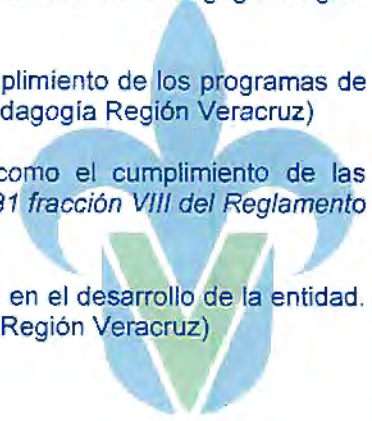 plimiento de los programas de
dagogía Región Veracruz)
como el cumplimiento de las
91 fracción VIII del Reglamento
en el desarrollo de la entidad.
Región Veracruz)